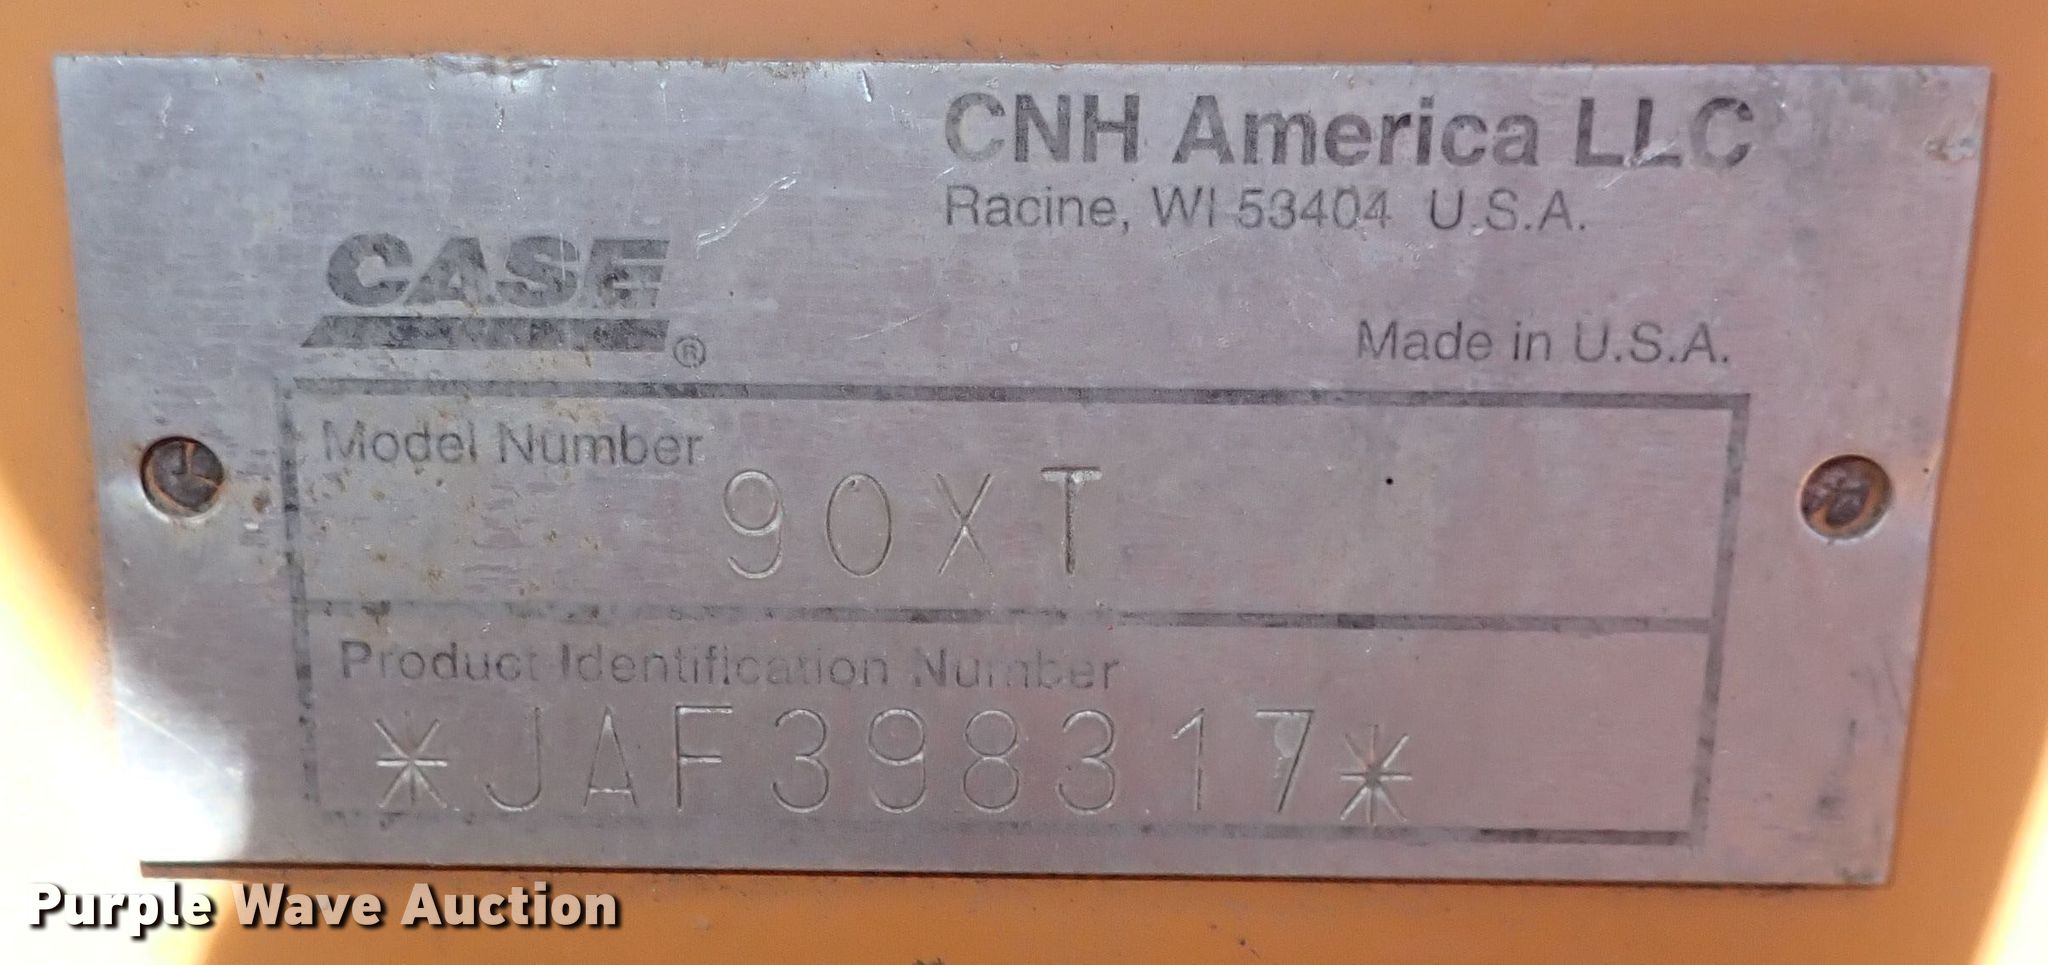 CNH America LLC
Racine, WI 53404 U.S.A.
CASE
®
Made in U.S.A.
Model Number
90XT
Product Identification Number
*JAF398317*
Purple Wave Auction